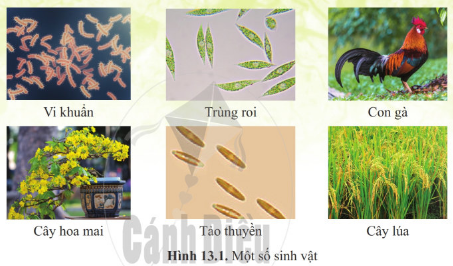 Vi khuẩn
Trùng roi
Con gà
Cây hoa mai
Tảo thuyền
Cây lúa
Cánh Diều
Hình 13.1. Một số sinh vật